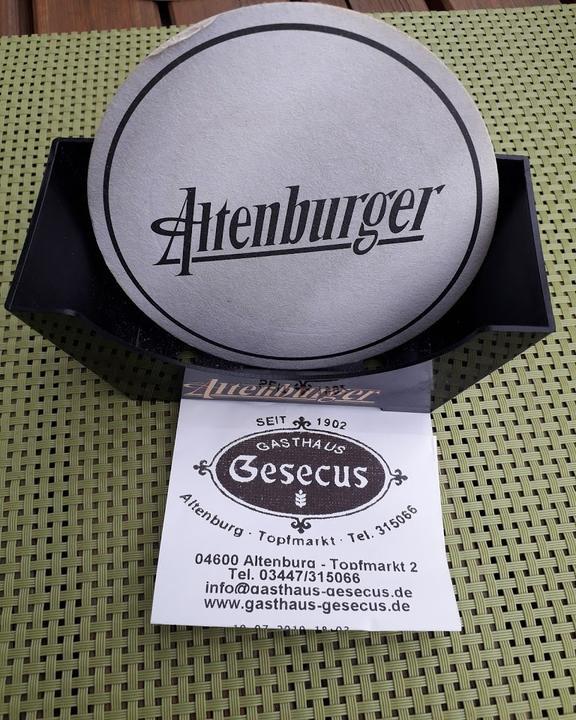 Altenburger
Altenburger
SEIT 1902
GASTHAUS
Gesecus
Altenburg · Topfmarkt · Tel. 315066
04600 Altenburg - Topfmarkt 2
Tel. 03447/315066
info@gasthaus-gesecus.de
www.gasthaus-gesecus.de